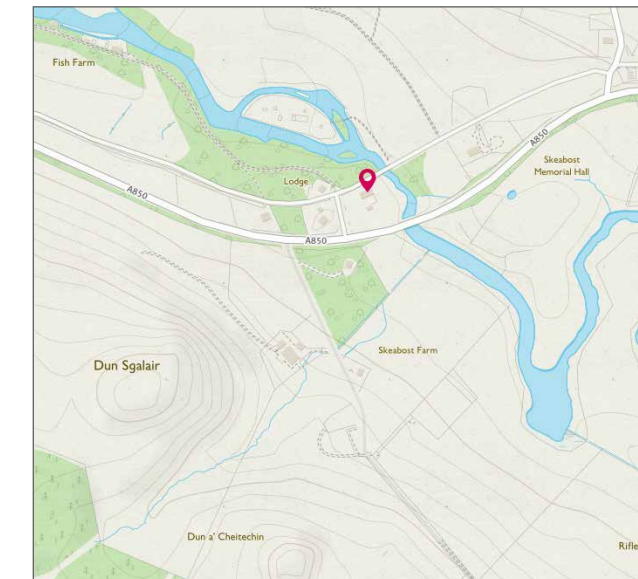 Fish Farm
A850
Skeabost
Memorial Hall
Lodge
A850
A850
Skeabost Farm
Dun Sgalair
Dun a' Cheitechin
Rifle